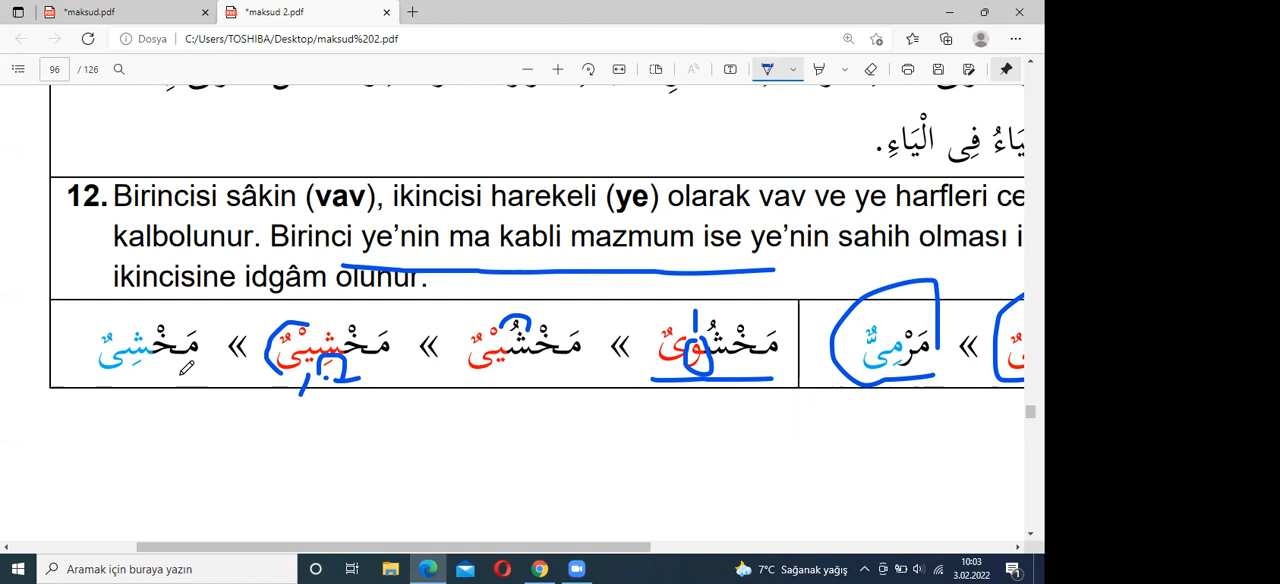 *maksud.pdf
*maksud 2.pdf
Dosya
C:/Users/TOSHIBA/Desktop/maksud%202.pdf
96 / 126
يَاءُ فِى الْيَاءِ.
12. Birincisi sâkin (vav), ikincisi harekeli (ye) olarak vav ve ye harfleri ce
kalbolunur. Birinci ye’nin ma kabli mazmum ise ye’nin sahih olması i
ikincisine idgâm olunur.
» مَرْمِىٌّ
مَخْشُوىٌ » مَخْشُيْىٌ » مَخْشِيْىٌ » مَخْشِىٌّ
Aramak için buraya yazın
7°C Sağanak yağış
10:03
3.02.2022
1